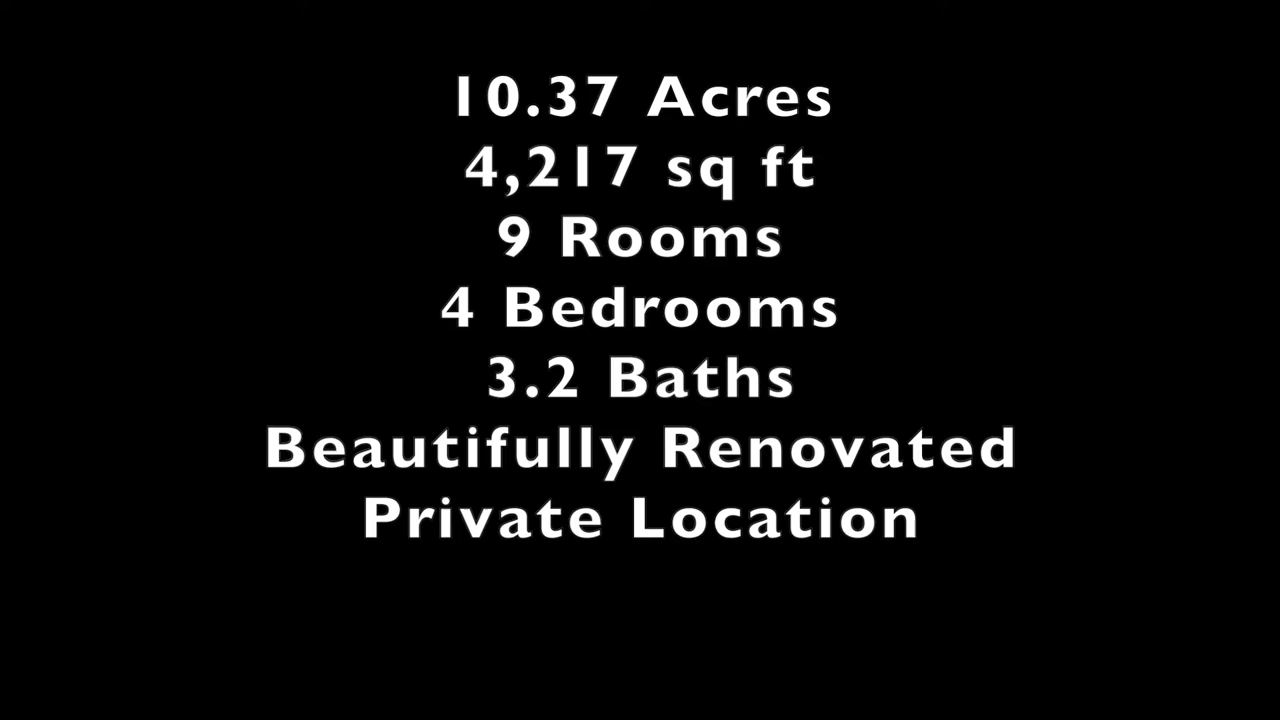 10.37 Acres
4,217 sq ft
9 Rooms
4 Bedrooms
3.2 Baths
Beautifully Renovated
Private Location